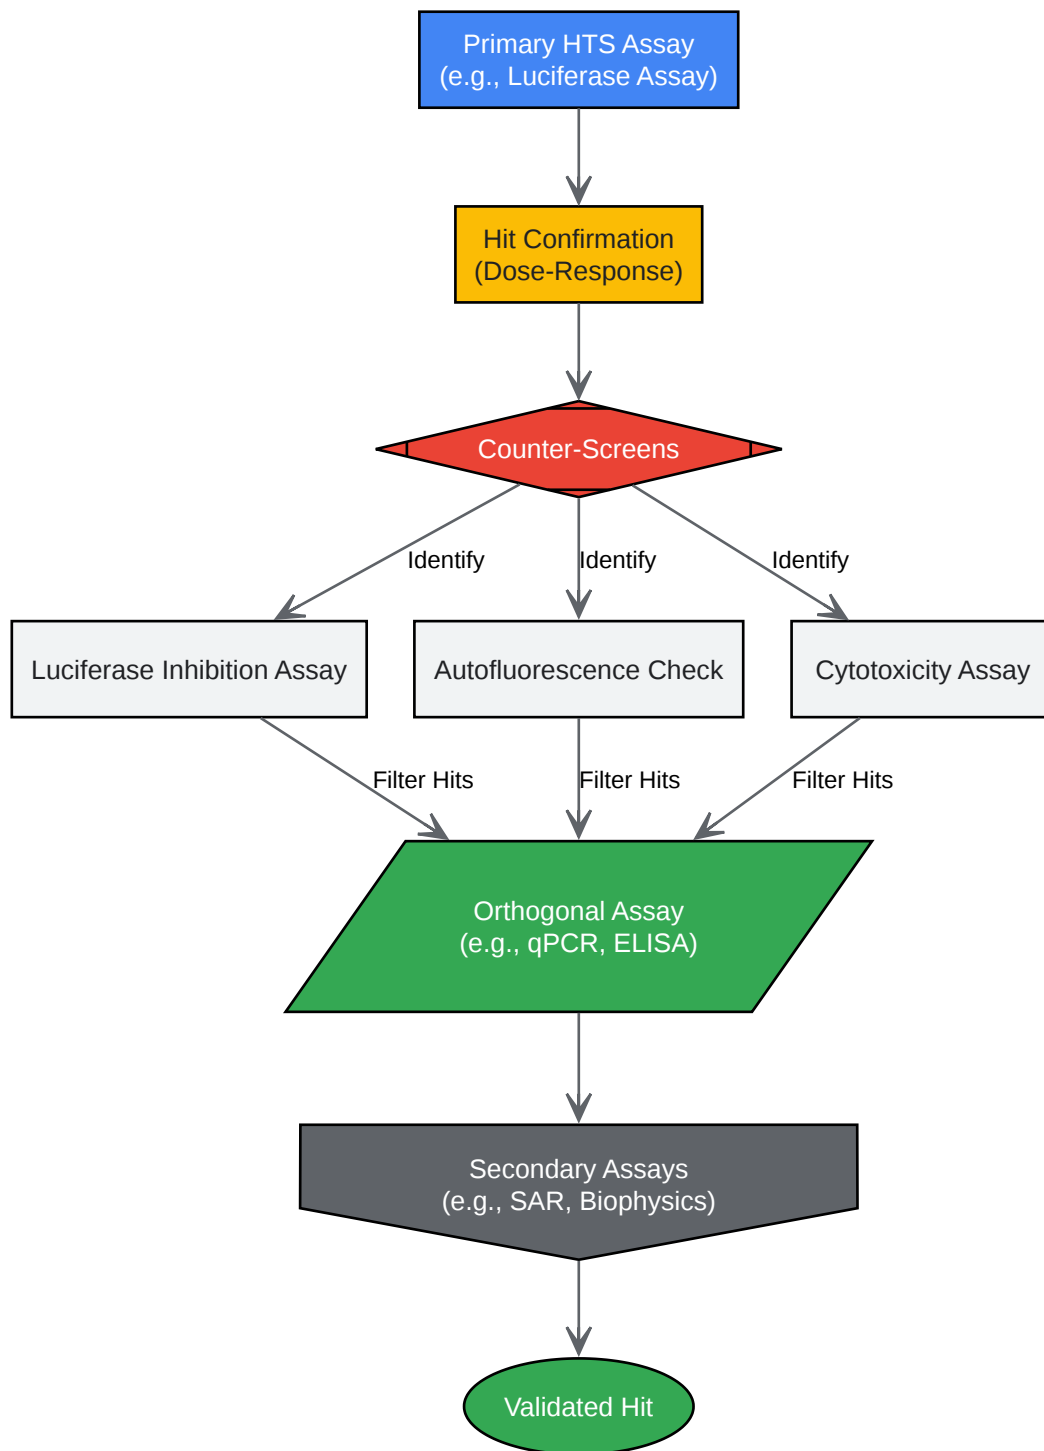 Primary HTS Assay
(e.g., Luciferase Assay)
Hit Confirmation
(Dose-Response)
Counter-Screens
Identify
Identify
Identify
Luciferase Inhibition Assay
Autofluorescence Check
Cytotoxicity Assay
Filter Hits
Filter Hits
Filter Hits
Orthogonal Assay
(e.g., qPCR, ELISA)
Secondary Assays
(e.g., SAR, Biophysics)
Validated Hit